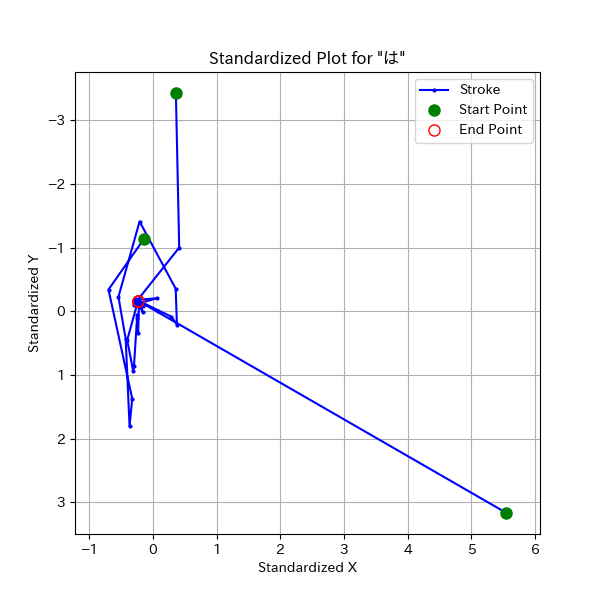 Standardized Plot for "は"
Stroke
Start Point
End Point
−3
−2
−1
0
1
2
3
Standardized Y
−1 0 1 2 3 4 5 6
Standardized X